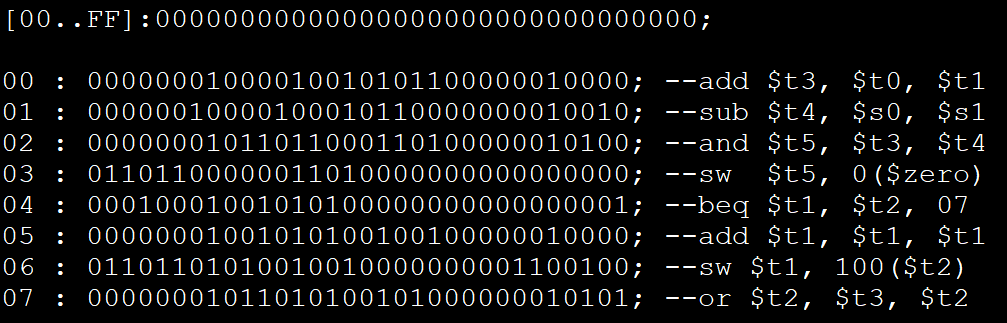 [00..FF]:00000000000000000000000000000000;
00 : 00000001000010010101100000010000; --add $t3, $t0, $t1
01 : 00000010000100010110000000010010; --sub $t4, $s0, $s1
02 : 00000001011011000110100000010100; --and $t5, $t3, $t4
03 : 01101100000011010000000000000000; --sw  $t5, 0($zero)
04 : 00010001001010100000000000000001; --beq $t1, $t2, 07
05 : 00000001001010100100100000010000; --add $t1, $t1, $t1
06 : 01101101010010010000000001100100; --sw $t1, 100($t2)
07 : 00000001011010100101000000010101; --or $t2, $t3, $t2